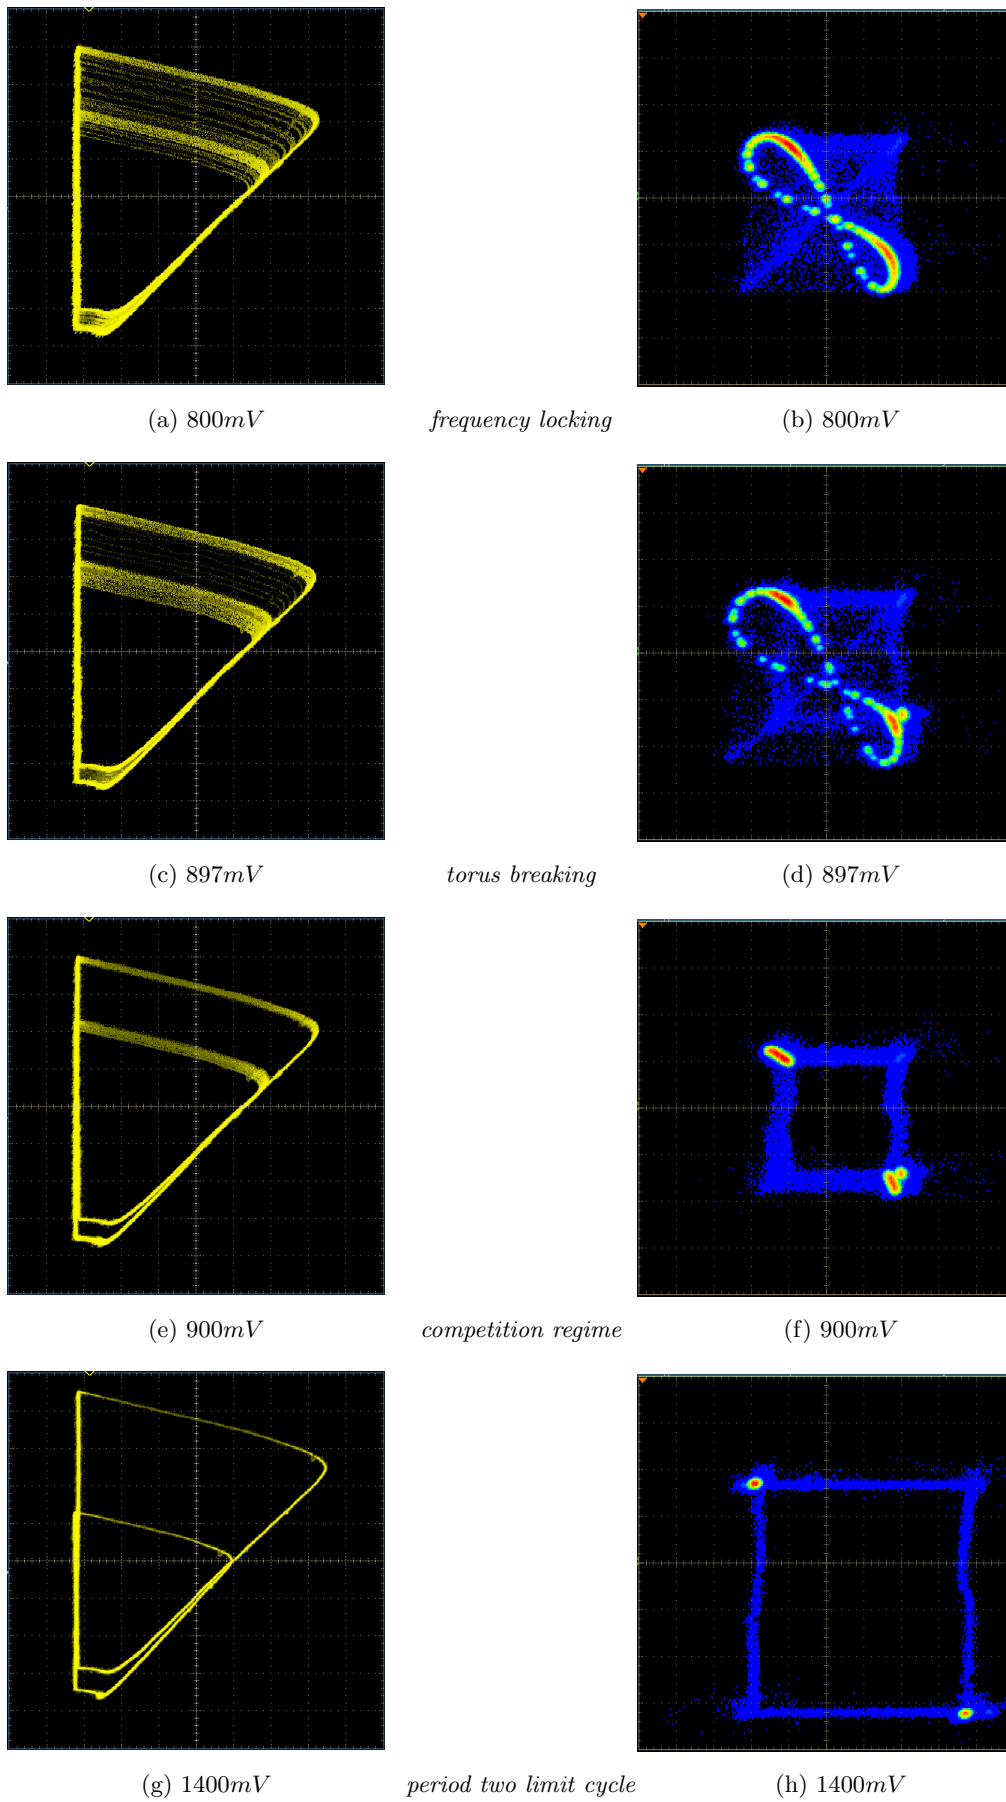 (a) 800mV frequency locking (b) 800mV
(c) 897mV torus breaking (d) 897mV
(e) 900mV competition regime (f) 900mV
(g) 1400mV period two limit cycle (h) 1400mV